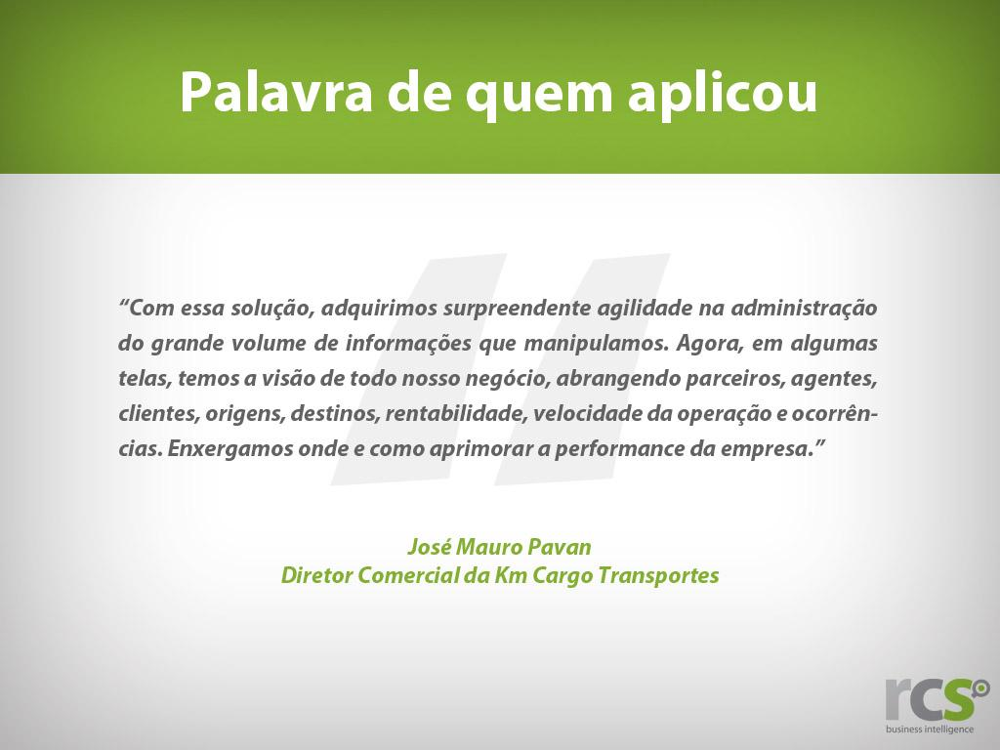 Palavra de quem aplicou
“Com essa solução, adquirimos surpreendente agilidade na administração
do grande volume de informações que manipulamos. Agora, em algumas
telas, temos a visão de todo nosso negócio, abrangendo parceiros, agentes,
clientes, origens, destinos, rentabilidade, velocidade da operação e ocorrên-
cias. Enxergamos onde e como aprimorar a performance da empresa.”
José Mauro Pavan
Diretor Comercial da Km Cargo Transportes
rcs
business intelligence